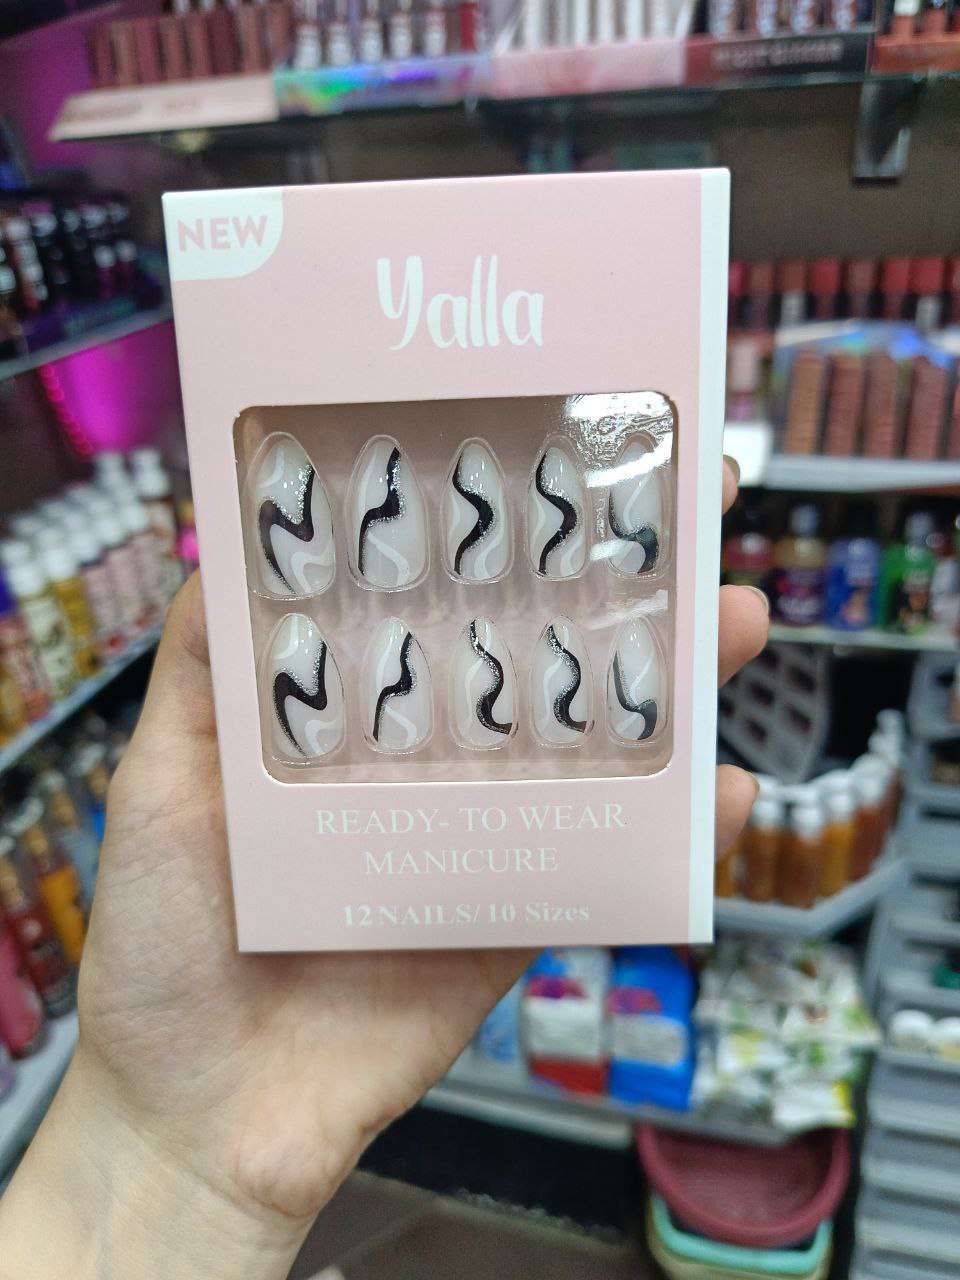 NEW
Yalla
READY- TO WEAR
MANICURE
12 NAILS/ 10 Sizes